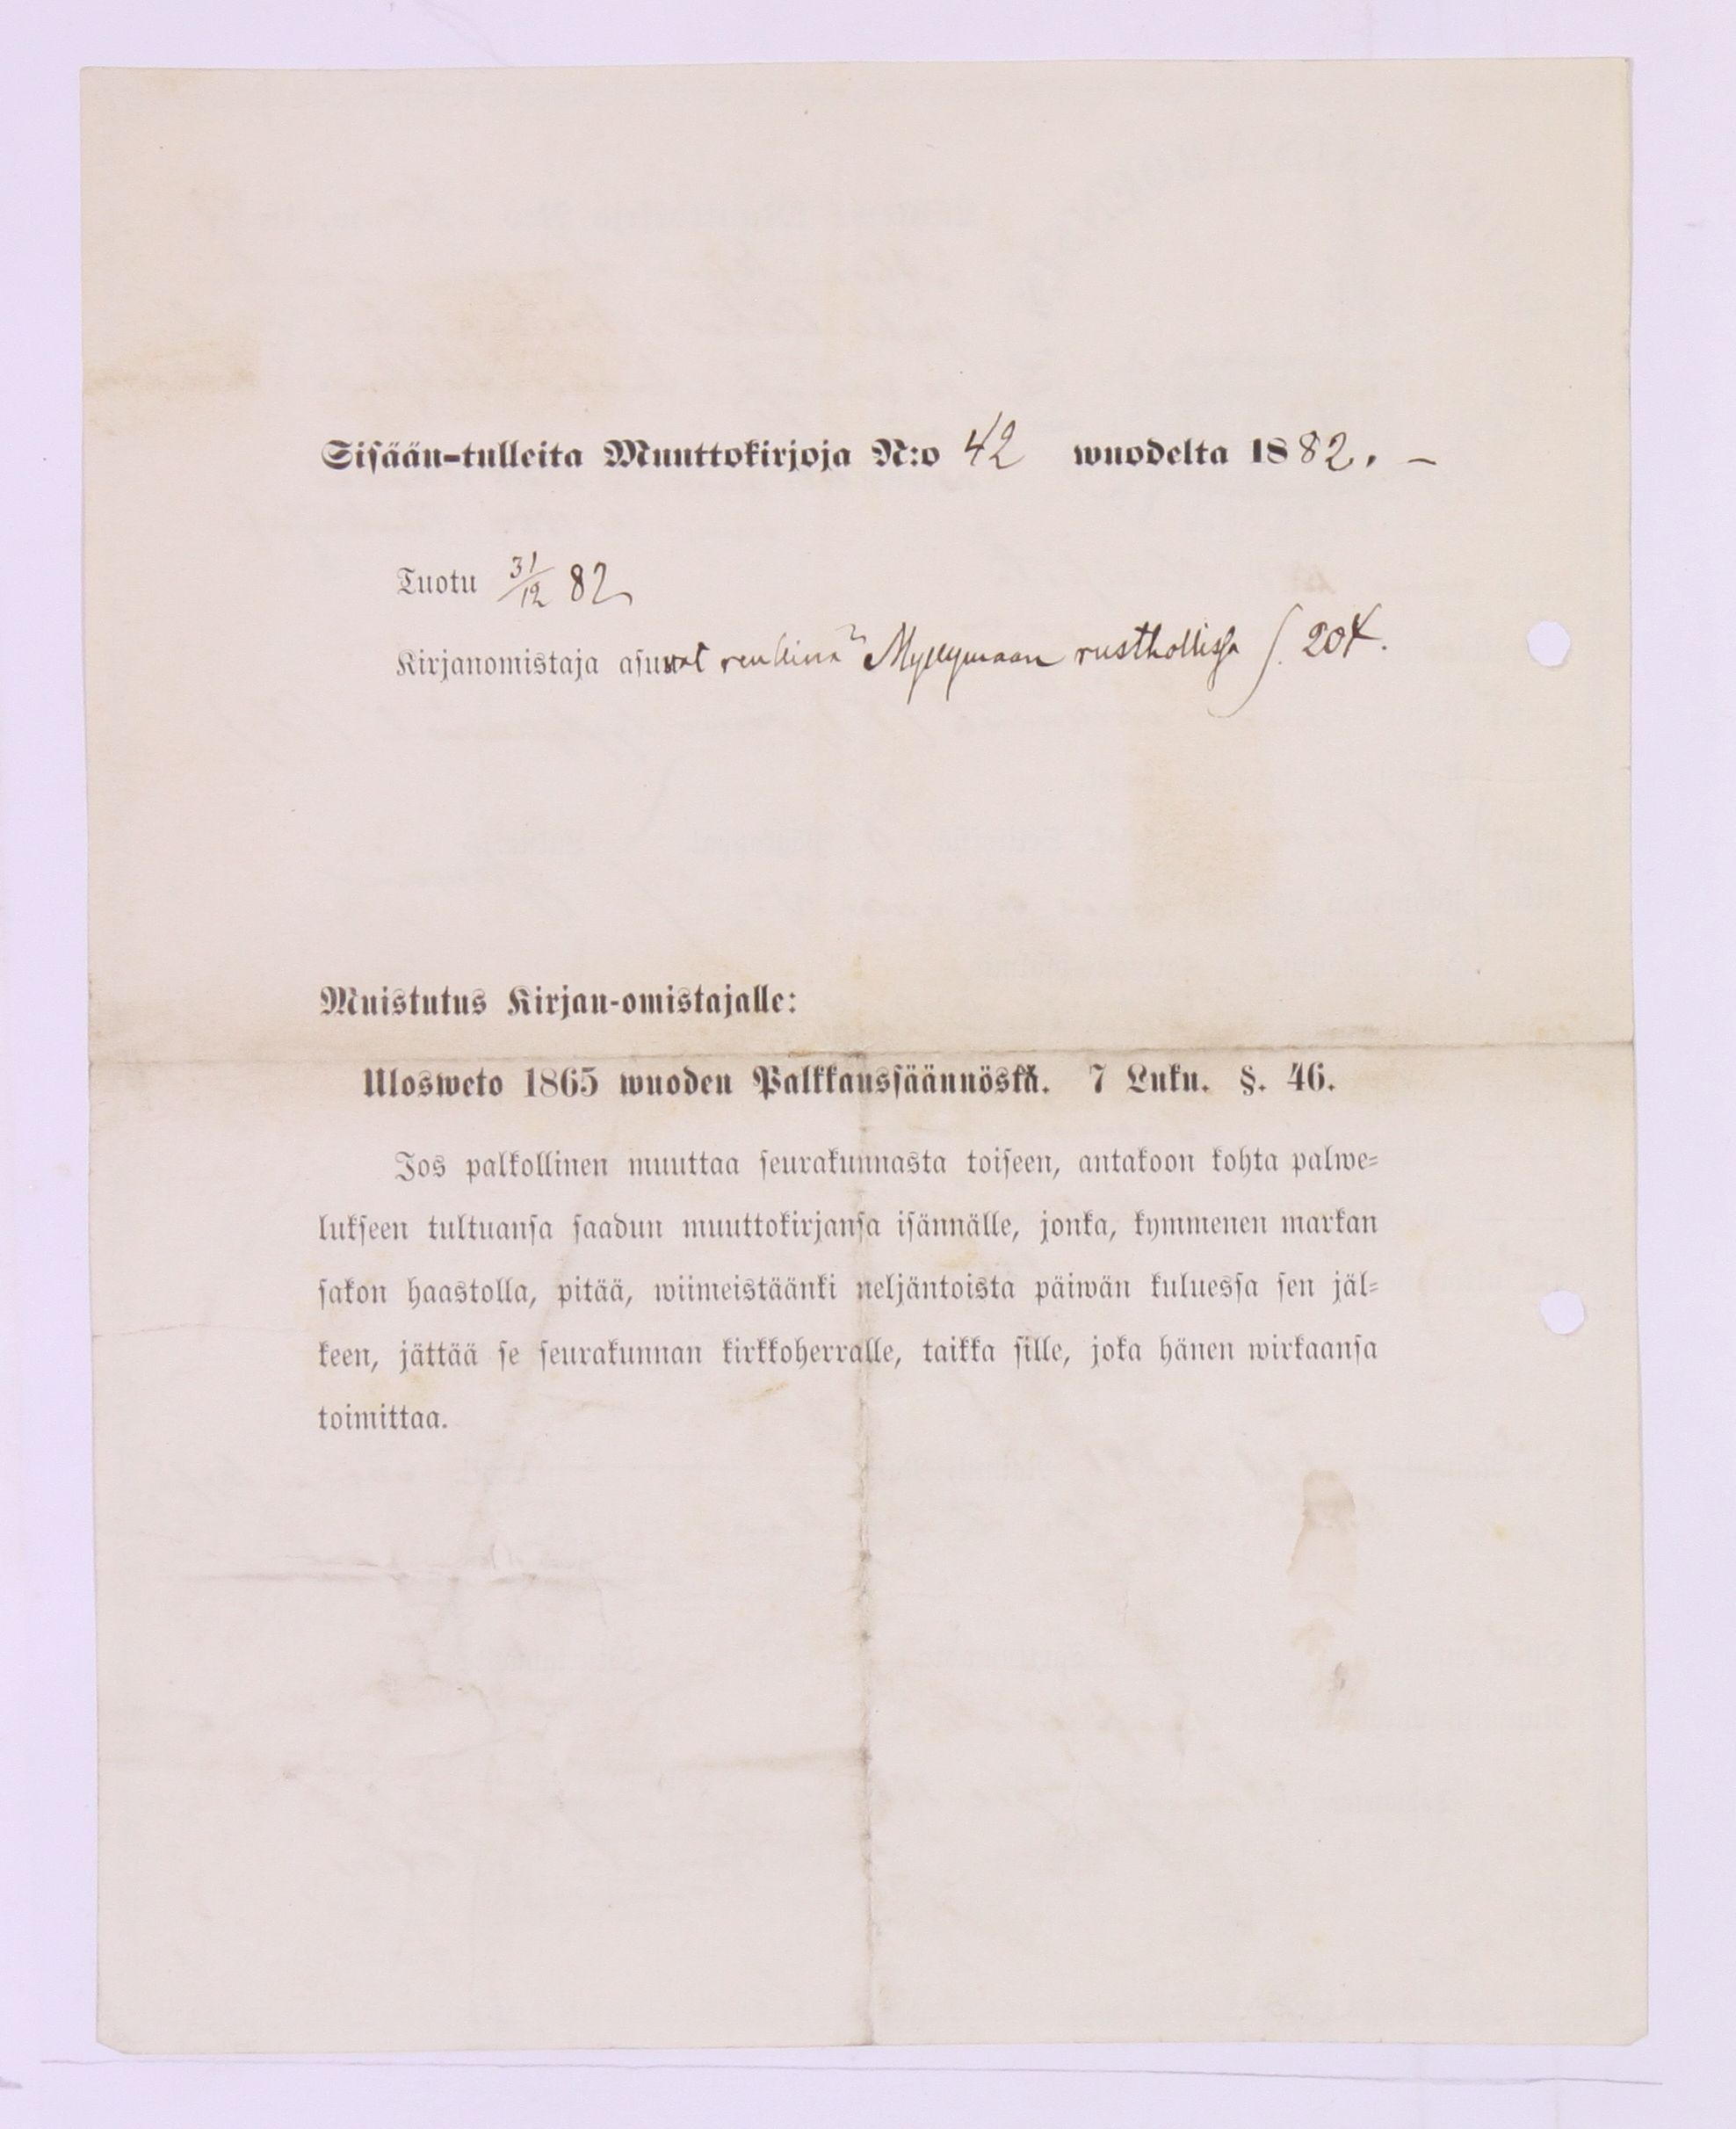 Sisään-tulleita Muuttokirjoja N:o 42 wuodelta 1882. –
Tuotu 31/12 82
Kirjanomistaja asuvat renkinä Myllymaan rusthollissa S. 204.
Muistutus Kirjan-omistajalle:
Ulosweto 1865 wuoden Palkkaussäännöstä. 7 Luku. §. 46.
Jos palkollinen muuttaa seurakunnasta toiseen, antakoon kohta palwe-
lukseen tultuansa saadun muuttokirjansa isännälle, jonka, kymmenen markan
sakon haastolla, pitää, wiimeistäänki neljäntoista päiwän kuluessa sen jäl-
keen, jättää se seurakunnan kirkkoherralle, taikka sille, joka hänen wirkaansa
toimittaa.